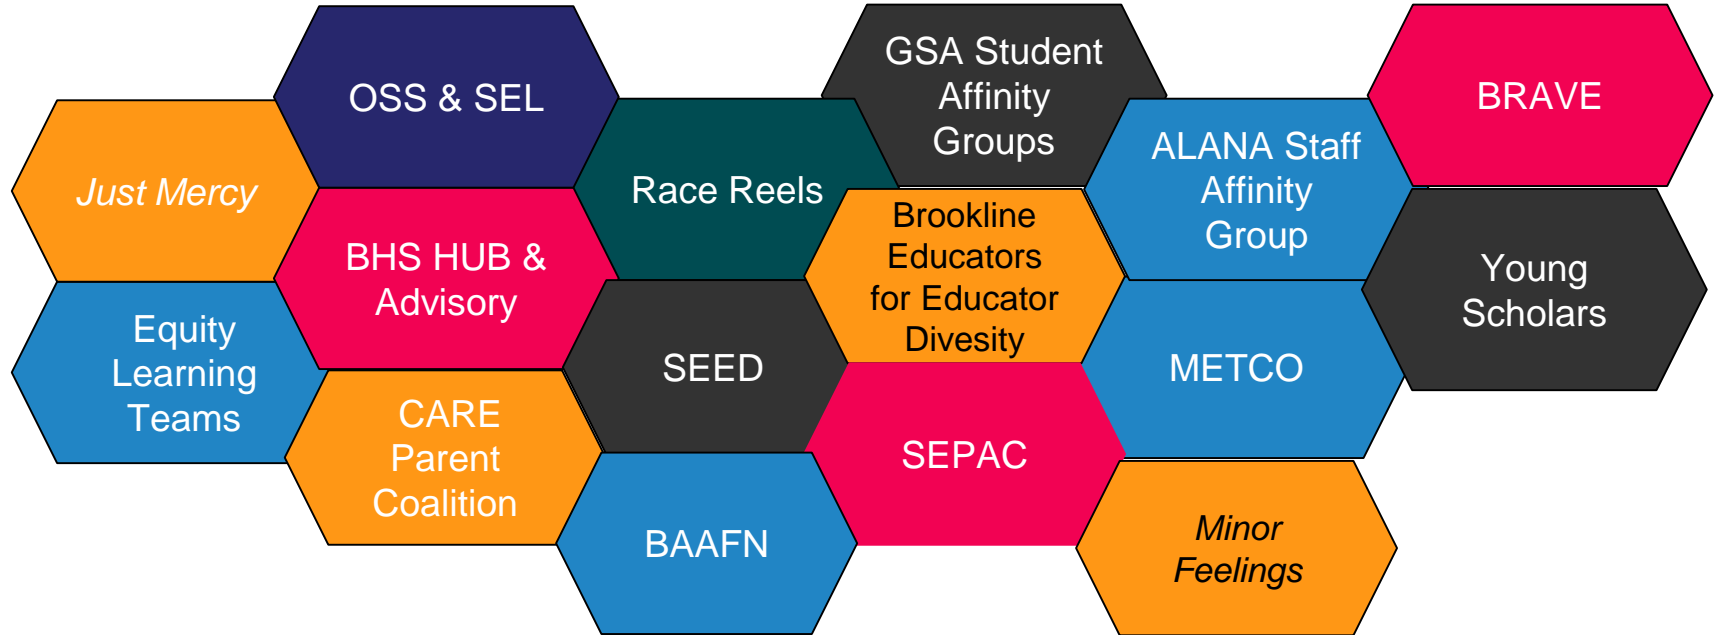 OSS & SEL
GSA Student
Affinity
Groups
BRAVE
Just Mercy
Race Reels
ALANA Staff
Affinity
Group
BHS HUB &
Advisory
Brookline
Educators
for Educator
Divesity
Young
Scholars
Equity
Learning
Teams
SEED
METCO
CARE
Parent
Coalition
SEPAC
BAAFN
Minor
Feelings